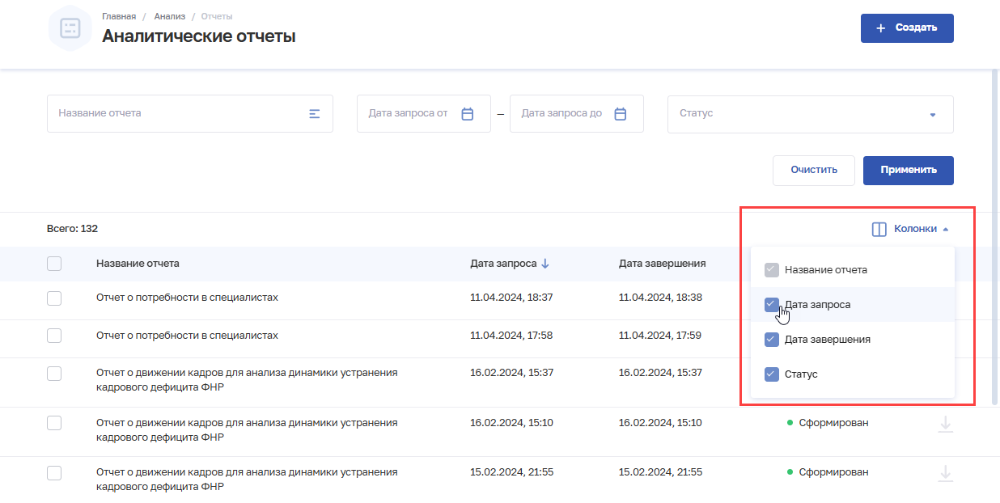 Главная / Анализ / Отчеты
Аналитические отчеты
+ Создать
Название отчета
Дата запроса от
–
Дата запроса до
Статус
Очистить
Применить
Всего: 132
Колонки
Название отчета
Дата запроса ↓
Дата завершения
Название отчета
Дата запроса
Дата завершения
Статус
Отчет о потребности в специалистах
11.04.2024, 18:37
11.04.2024, 18:38
Отчет о потребности в специалистах
11.04.2024, 17:58
11.04.2024, 17:59
Отчет о движении кадров для анализа динамики устранения
кадрового дефицита ФНР
16.02.2024, 15:37
16.02.2024, 15:37
Отчет о движении кадров для анализа динамики устранения
кадрового дефицита ФНР
16.02.2024, 15:10
16.02.2024, 15:10
Сформирован
Отчет о движении кадров для анализа динамики устранения
кадрового дефицита ФНР
15.02.2024, 21:55
15.02.2024, 21:55
Сформирован